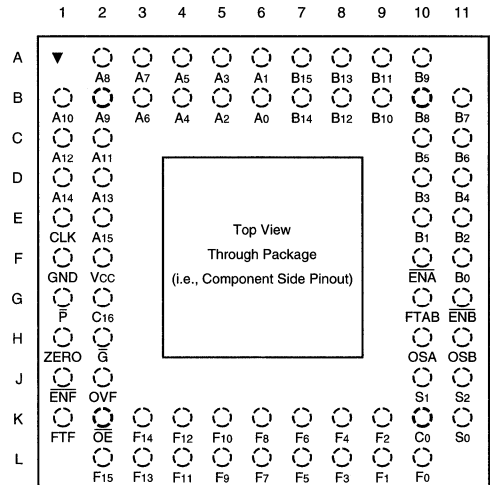 1 2 3 4 5 6 7 8 9 10 11
A ▼
A8 A7 A5 A3 A1 B15 B13 B11 B9
B
A10 A9 A6 A4 A2 A0 B14 B12 B10 B8 B7
C
A12 A11 B5 B6
D
A14 A13 B3 B4
E
CLK A15 B1 B2
Top View
Through Package
(i.e., Component Side Pinout)
F
GND VCC E̅N̅A̅ B0
G
P̅ C16 FTAB E̅N̅B̅
H
ZERO G̅ OSA OSB
J
E̅N̅F̅ OVF S1 S2
K
FTF O̅E̅ F14 F12 F10 F8 F6 F4 F2 C0 S0
L
F15 F13 F11 F9 F7 F5 F3 F1 F0